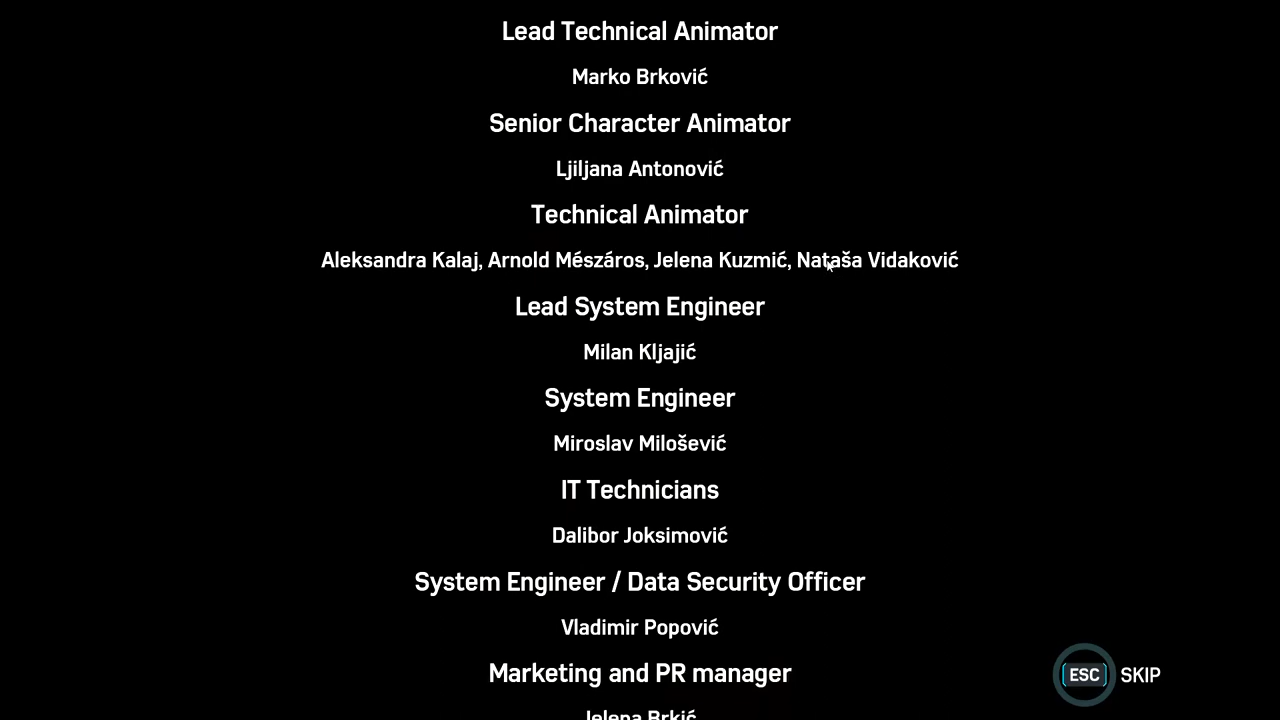 Lead Technical Animator
Marko Brković
Senior Character Animator
Ljiljana Antonović
Technical Animator
Aleksandra Kalaj, Arnold Mészáros, Jelena Kuzmić, Nataša Vidaković
Lead System Engineer
Milan Kljajić
System Engineer
Miroslav Milošević
IT Technicians
Dalibor Joksimović
System Engineer / Data Security Officer
Vladimir Popović
Marketing and PR manager
ESC SKIP
Jelena Brkić